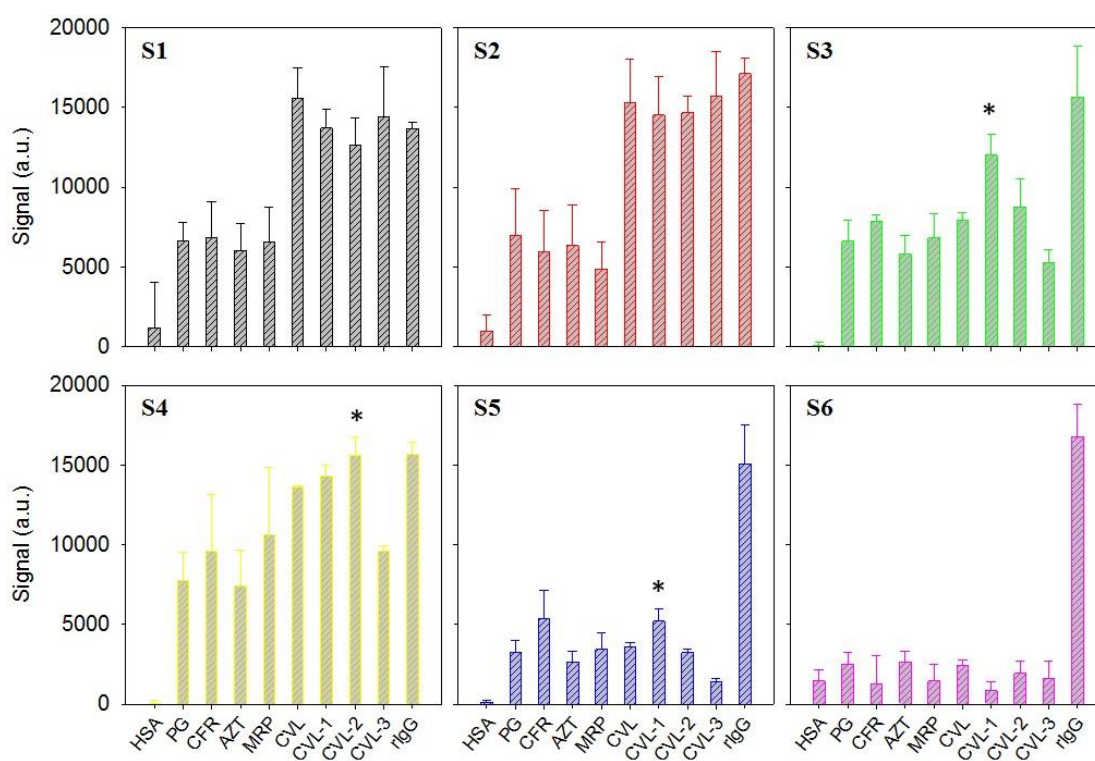 20000
15000
10000
5000
0
Signal (a.u.)
S1
S2
S3
*
20000
15000
10000
5000
0
Signal (a.u.)
S4
*
S5
*
S6
HSA PG CFR AZT MRP CVL CVL-1 CVL-2 CVL-3 rIgG
HSA PG CFR AZT MRP CVL CVL-1 CVL-2 CVL-3 rIgG
HSA PG CFR AZT MRP CVL CVL-1 CVL-2 CVL-3 rIgG